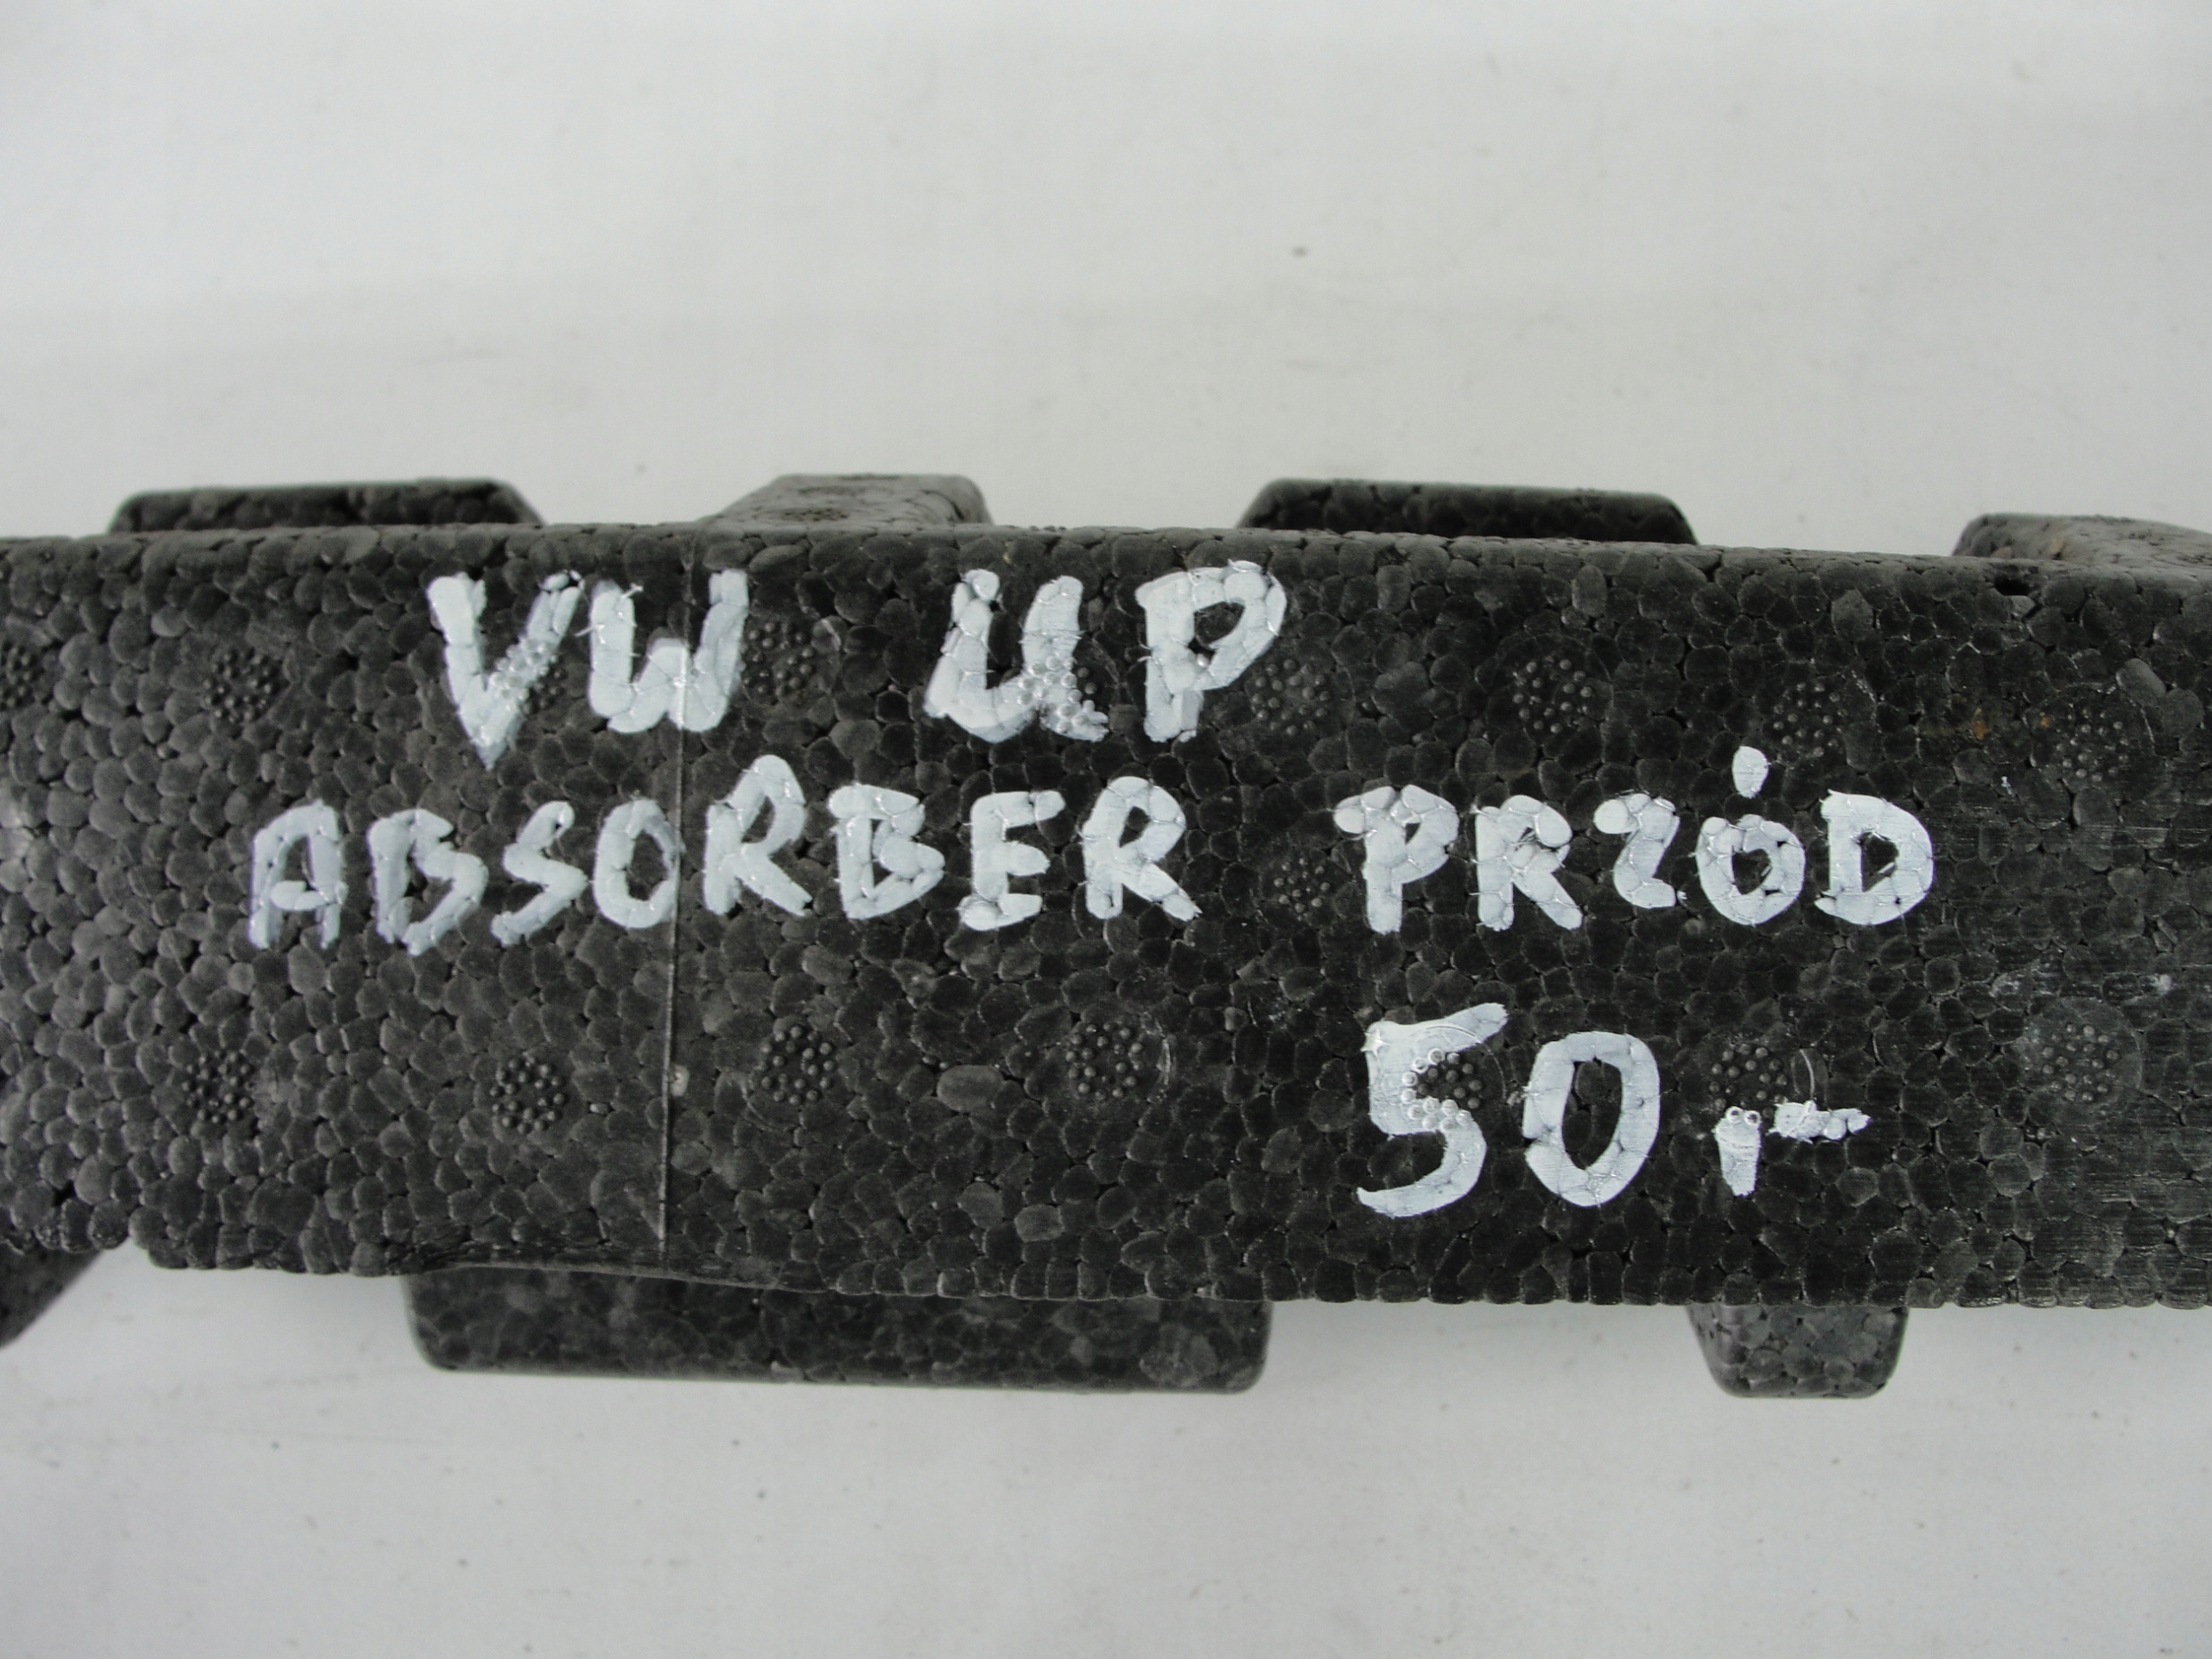 VW UP
ABSORBER PRZÓD
50,-